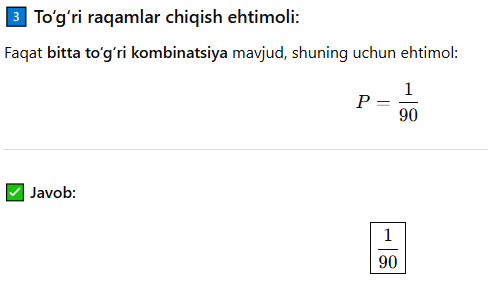 3 To‘g‘ri raqamlar chiqish ehtimoli:
Faqat bitta to‘g‘ri kombinatsiya mavjud, shuning uchun ehtimol:
P = 1/90
✅ Javob:
1/90